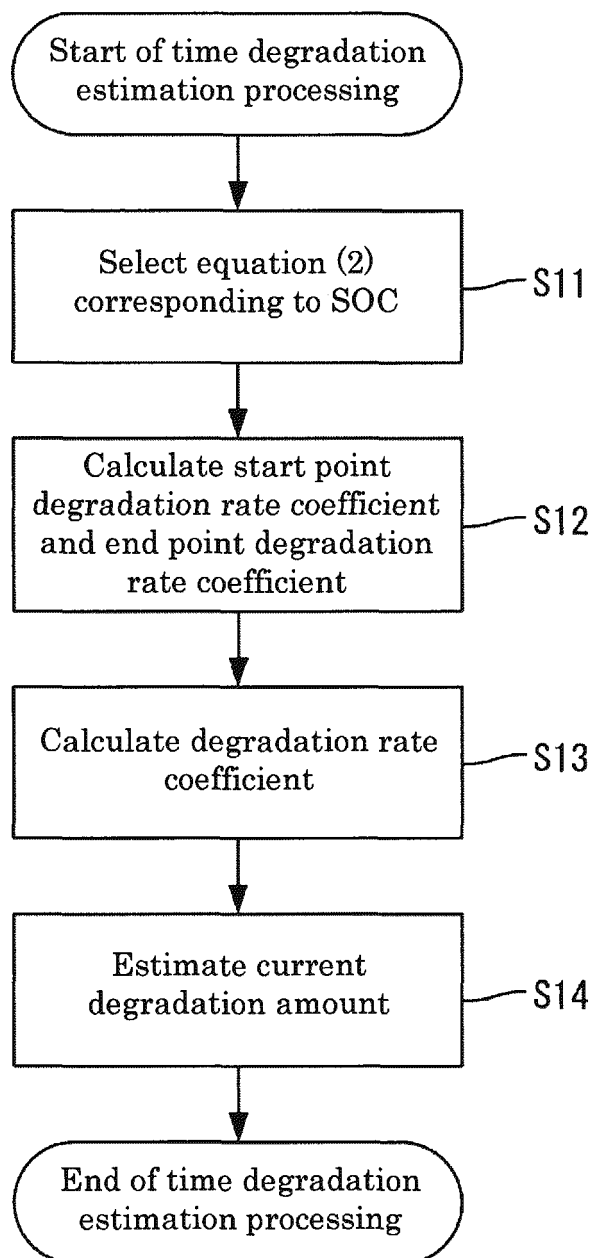 Start of time degradation
estimation processing
Select equation (2)
corresponding to SOC
S11
Calculate start point
degradation rate coefficient
and end point degradation
rate coefficient
S12
Calculate degradation rate
coefficient
S13
Estimate current
degradation amount
S14
End of time degradation
estimation processing